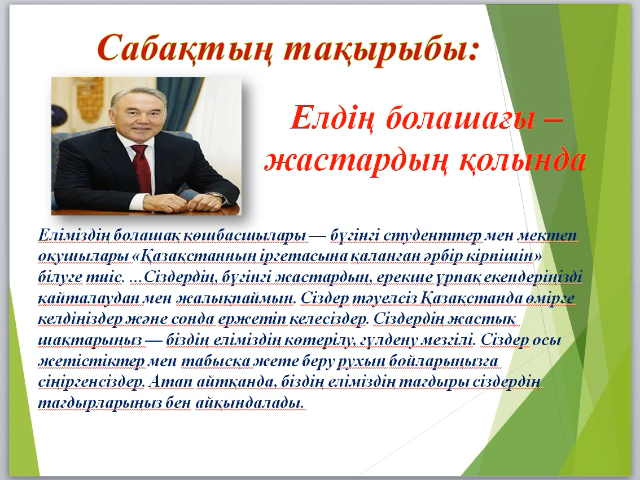 Сабақтың тақырыбы:
Елдің болашағы –
жастардың қолында
Еліміздің болашақ көшбасшылары — бүгінгі студенттер мен мектеп
оқушылары «Қазақстанның іргетасына қаланған әрбір кірпішін»
білуге тиіс. ...Сіздердің, бүгінгі жастардың, ерекше ұрпақ екендеріңізді
қайталаудан мен жалықпаймын. Сіздер тәуелсіз Қазақстанда өмірге
келдіңіздер және сонда ержетіп келесіздер. Сіздердің жастық
шақтарыңыз — біздің еліміздің көтерілу, гүлдену мезгілі. Сіздер осы
жетістіктер мен табысқа жете беру рухын бойларыңызға
сіңіргенсіздер. Атап айтқанда, біздің еліміздің тағдыры сіздердің
тағдырларыңыз бен айқындалады.